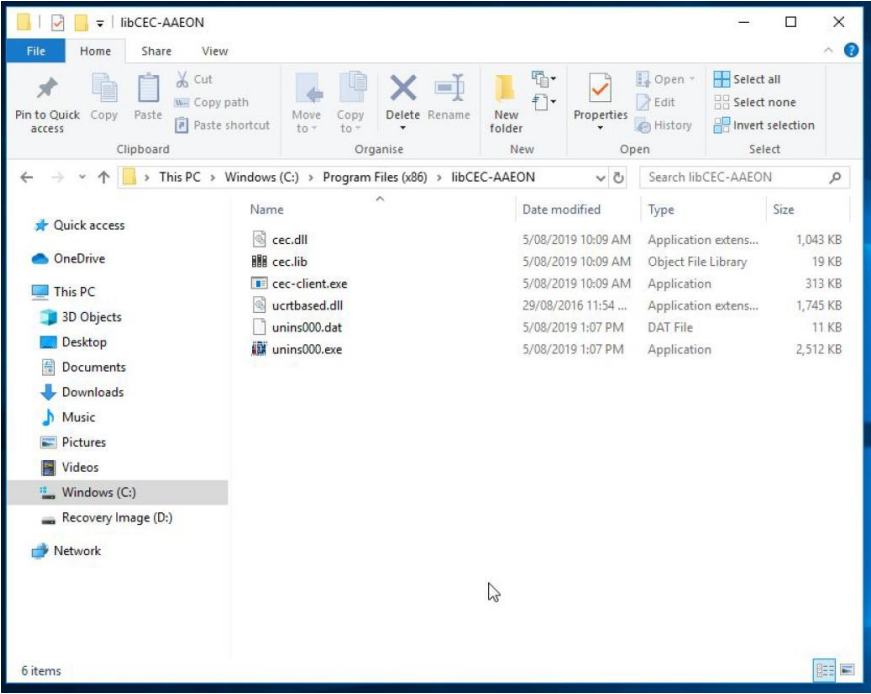 libCEC-AAEON
File Home Share View
Pin to Quick access
Copy
Paste
Cut
Copy path
Paste shortcut
Clipboard
Move to
Copy to
Delete
Rename
Organise
New folder
New
Properties
Open
Edit
History
Open
Select all
Select none
Invert selection
Select
This PC > Windows (C:) > Program Files (x86) > libCEC-AAEON
Search libCEC-AAEON
Quick access
OneDrive
This PC
3D Objects
Desktop
Documents
Downloads
Music
Pictures
Videos
Windows (C:)
Recovery Image (D:)
Network
Name Date modified Type Size
cec.dll 5/08/2019 10:09 AM Application extens... 1,043 KB
cec.lib 5/08/2019 10:09 AM Object File Library 19 KB
cec-client.exe 5/08/2019 10:09 AM Application 313 KB
ucrtbased.dll 29/08/2016 11:54 ... Application extens... 1,745 KB
unins000.dat 5/08/2019 1:07 PM DAT File 11 KB
unins000.exe 5/08/2019 1:07 PM Application 2,512 KB
6 items